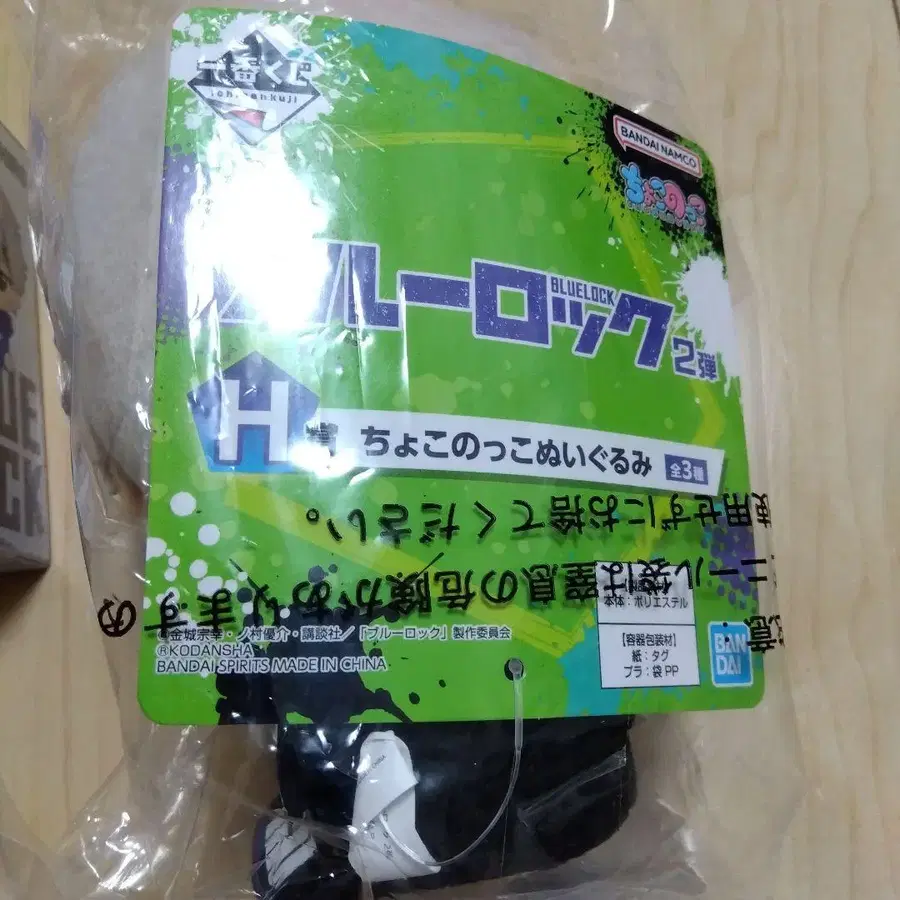 一番くじ
ichibankuji
BANDAI NAMCO
ちょこのっこ
ブルーロック
BLUELOCK
2弾
H賞 ちょこのっこぬいぐるみ 全3種
使用せずにお捨てください。
ニール袋は窒息の危険があります
の
本体：ポリエステル
【容器包装材】
紙：タグ
プラ：袋 PP
BAN
DAI
©金城宗幸・ノ村優介・講談社／「ブルーロック」製作委員会
®KODANSHA
BANDAI SPIRITS MADE IN CHINA